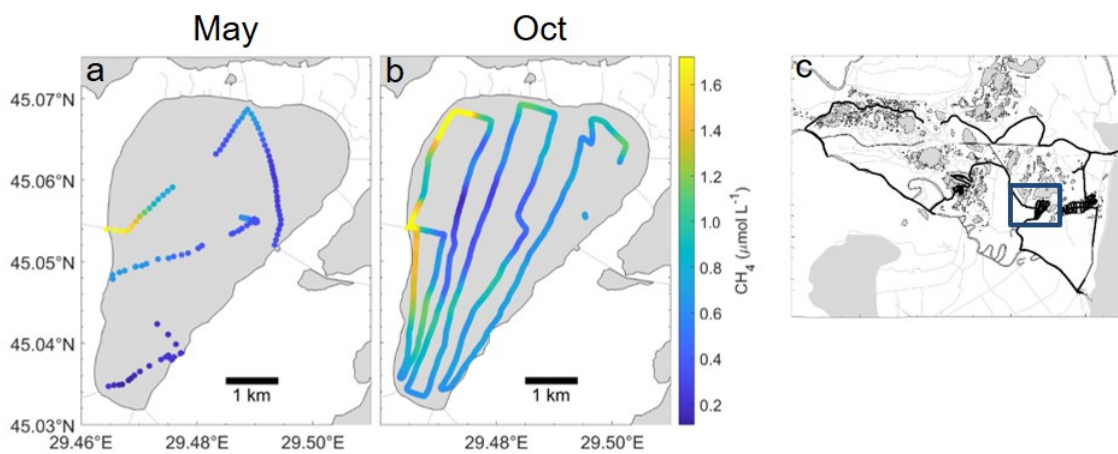 May
Oct
a
b
c
45.07°N
45.06°N
45.05°N
45.04°N
45.03°N
29.46°E
29.48°E
29.50°E
29.48°E
29.50°E
1 km
1 km
1.6
1.4
1.2
1.0
0.8
0.6
0.4
0.2
CH₄ (μmol L⁻¹)